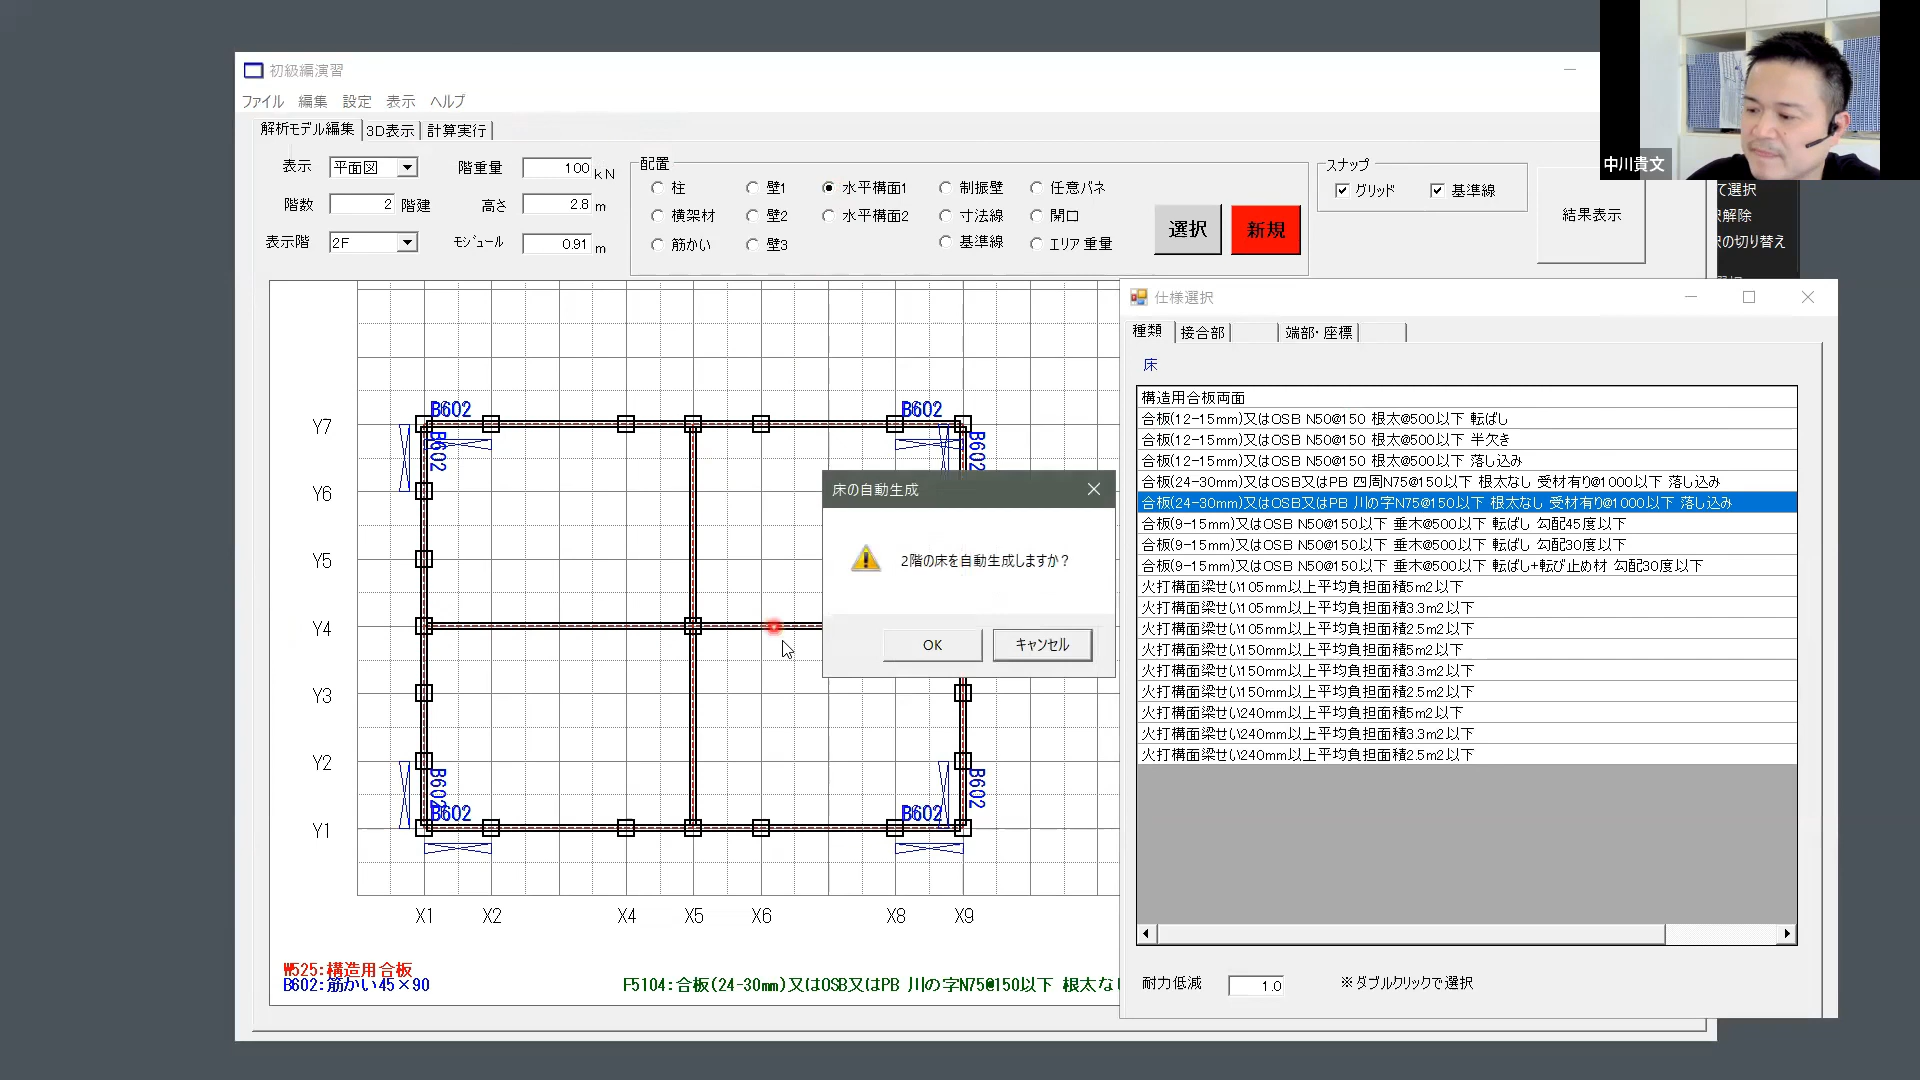 初級編演習
ファイル 編集 設定 表示 ヘルプ
解析モデル編集 3D表示 計算実行
表示 平面図 階重量 100 kN
階数 2 階建 高さ 2.8 m
表示階 2F モジュール 0.91 m
配置
柱 壁1 水平構面1 制振壁 任意バネ
横架材 壁2 水平構面2 寸法線 開口
筋かい 壁3 基準線 エリア重量
選択 新規
スナップ
グリッド 基準線
結果表示
中川貴文
て選択
択解除
択の切り替え
仕様選択
種類 接合部 端部・座標
床
構造用合板両面
合板(12-15mm)又はOSB N50@150 根太@500以下 転ばし
合板(12-15mm)又はOSB N50@150 根太@500以下 半欠き
合板(12-15mm)又はOSB N50@150 根太@500以下 落し込み
合板(24-30mm)又はOSB又はPB 四周N75@150以下 根太なし 受材有り@1000以下 落し込み
合板(24-30mm)又はOSB又はPB 川の字N75@150以下 根太なし 受材有り@1000以下 落し込み
合板(9-15mm)又はOSB N50@150以下 垂木@500以下 転ばし 勾配45度以下
合板(9-15mm)又はOSB N50@150以下 垂木@500以下 転ばし 勾配30度以下
合板(9-15mm)又はOSB N50@150以下 垂木@500以下 転ばし+転び止め材 勾配30度以下
火打構面梁せい105mm以上平均負担面積5m2以下
火打構面梁せい105mm以上平均負担面積3.3m2以下
火打構面梁せい105mm以上平均負担面積2.5m2以下
火打構面梁せい150mm以上平均負担面積5m2以下
火打構面梁せい150mm以上平均負担面積3.3m2以下
火打構面梁せい150mm以上平均負担面積2.5m2以下
火打構面梁せい240mm以上平均負担面積5m2以下
火打構面梁せい240mm以上平均負担面積3.3m2以下
火打構面梁せい240mm以上平均負担面積2.5m2以下
耐力低減 1.0 ※ダブルクリックで選択
床の自動生成
2階の床を自動生成しますか？
OK キャンセル
B602 B602
B602 B602
Y7
Y6
Y5
Y4
Y3
Y2
Y1
B602 B602
B602 B602
X1 X2 X4 X5 X6 X8 X9
W525:構造用合板
B602:筋かい45×90
F5104:合板(24-30mm)又はOSB又はPB 川の字N75@150以下 根太な